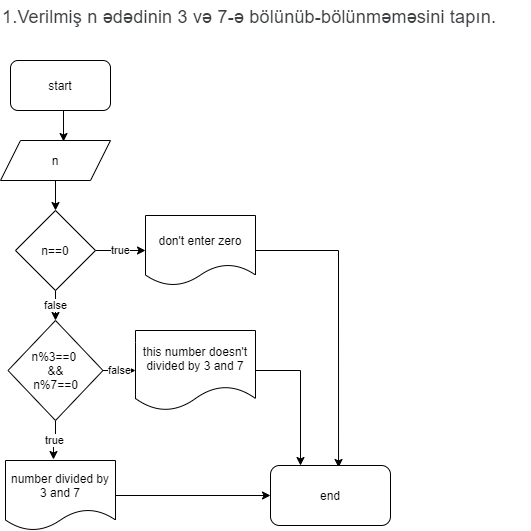 1.Verilmiş n ədədinin 3 və 7-ə bölünüb-bölünməməsini tapın.
start
n
n==0
true
don't enter zero
false
n%3==0
&&
n%7==0
false
this number doesn't
divided by 3 and 7
true
number divided by
3 and 7
end